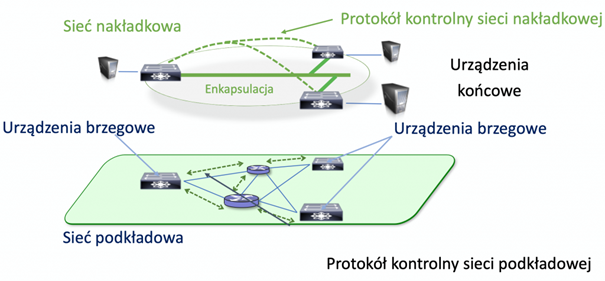 Protokół kontrolny sieci nakładkowej
Sieć nakładkowa
Urządzenia
końcowe
Enkapsulacja
Urządzenia brzegowe
Urządzenia brzegowe
Sieć podkładowa
Protokół kontrolny sieci podkładowej